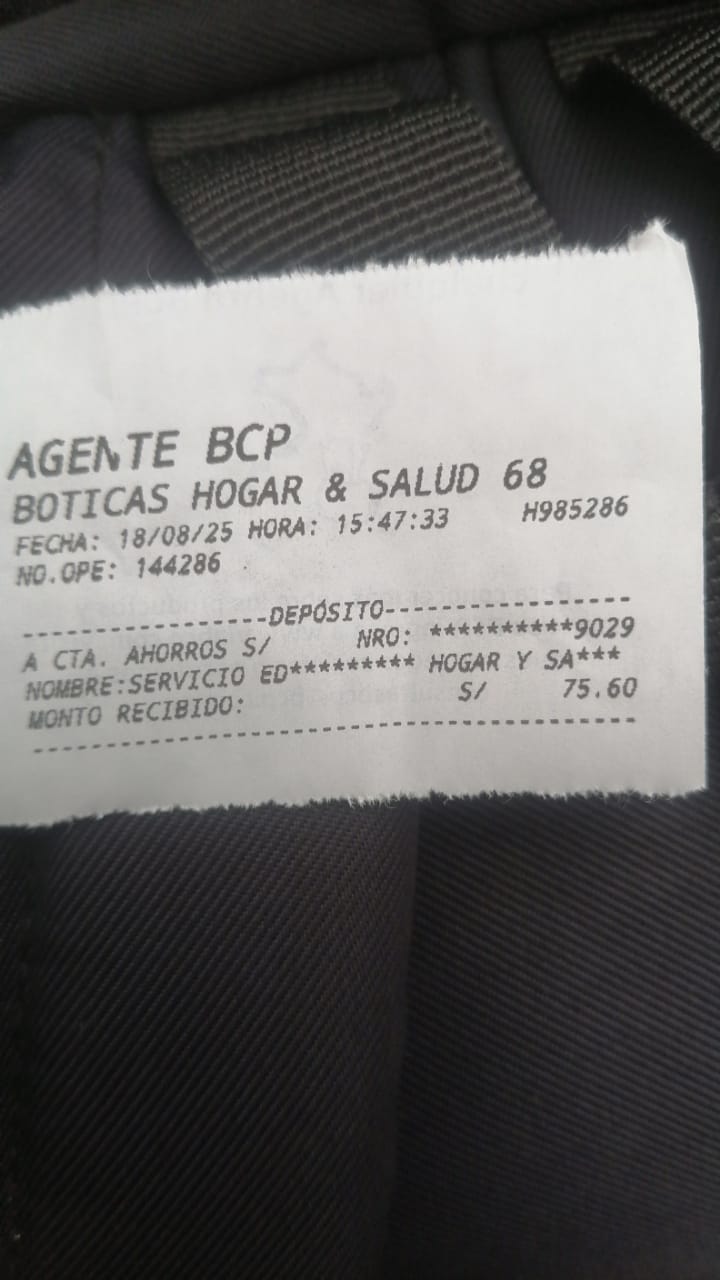 AGENTE BCP
BOTICAS HOGAR & SALUD 68
FECHA: 18/08/25 HORA: 15:47:33 H985286
NO.OPE: 144286
-----------------DEPÓSITO-----------------
A CTA. AHORROS S/ NRO: **********9029
NOMBRE:SERVICIO ED********* HOGAR Y SA***
MONTO RECIBIDO: S/ 75.60
------------------------------------------